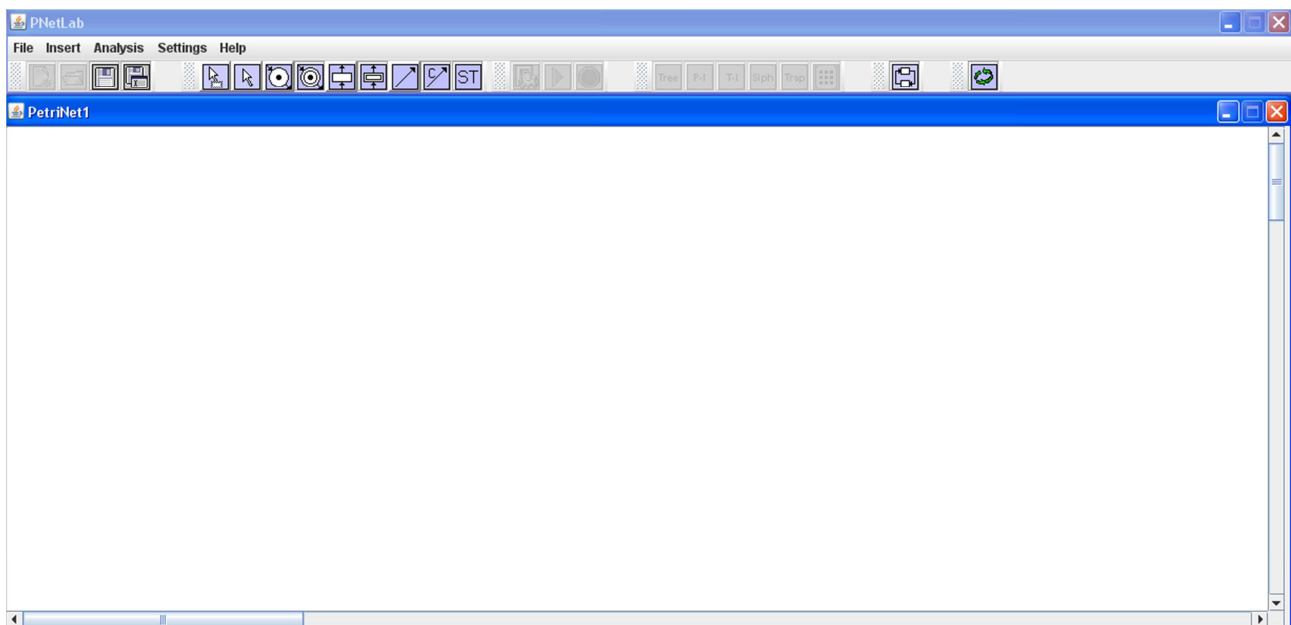 PNetLab
File Insert Analysis Settings Help
C ST Tree P-I T-I Siph Trap
PetriNet1